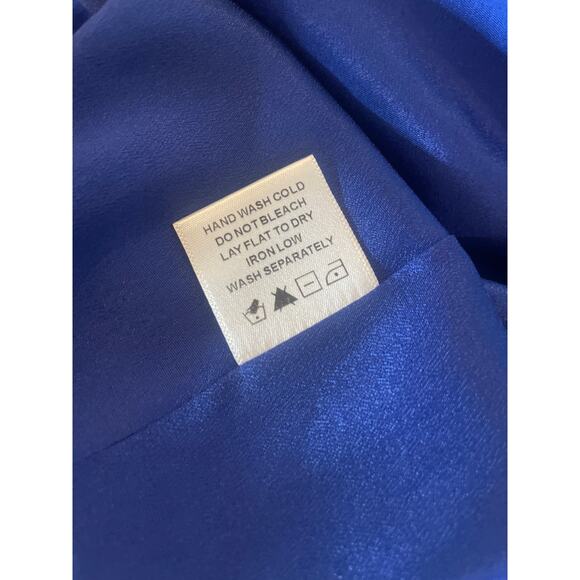 HAND WASH COLD
DO NOT BLEACH
LAY FLAT TO DRY
IRON LOW
WASH SEPARATELY